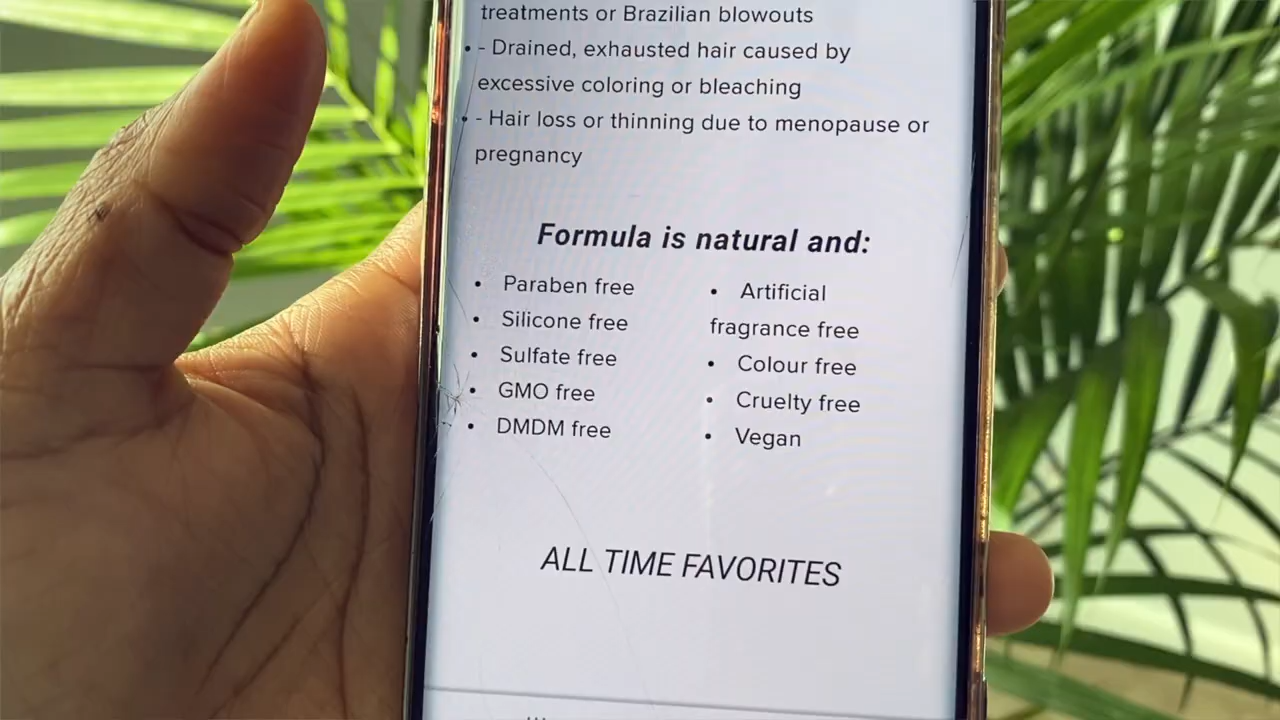 treatments or Brazilian blowouts
• - Drained, exhausted hair caused by
excessive coloring or bleaching
• - Hair loss or thinning due to menopause or
pregnancy
Formula is natural and:
• Paraben free
• Silicone free
• Sulfate free
• GMO free
• DMDM free
• Artificial
fragrance free
• Colour free
• Cruelty free
• Vegan
ALL TIME FAVORITES